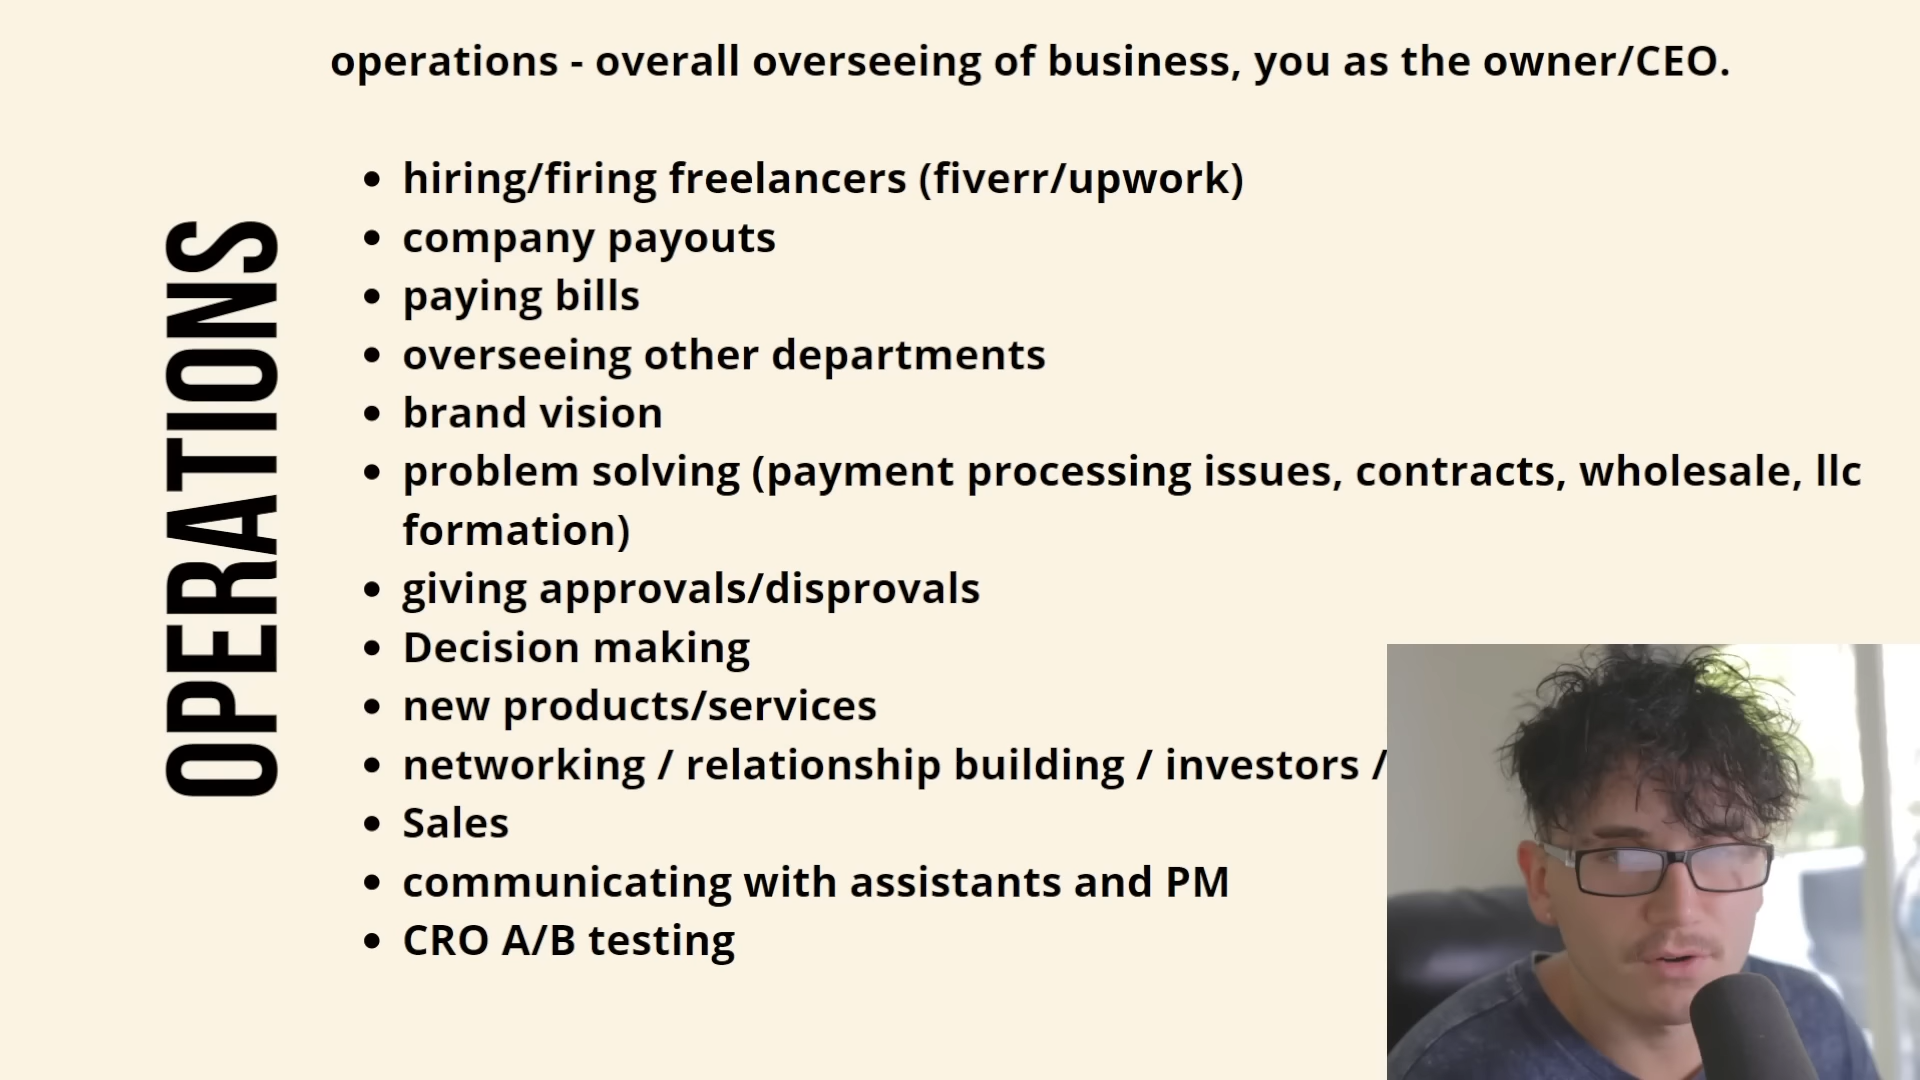 operations - overall overseeing of business, you as the owner/CEO.
OPERATIONS
hiring/firing freelancers (fiverr/upwork)
company payouts
paying bills
overseeing other departments
brand vision
problem solving (payment processing issues, contracts, wholesale, llc
formation)
giving approvals/disprovals
Decision making
new products/services
networking / relationship building / investors /
Sales
communicating with assistants and PM
CRO A/B testing